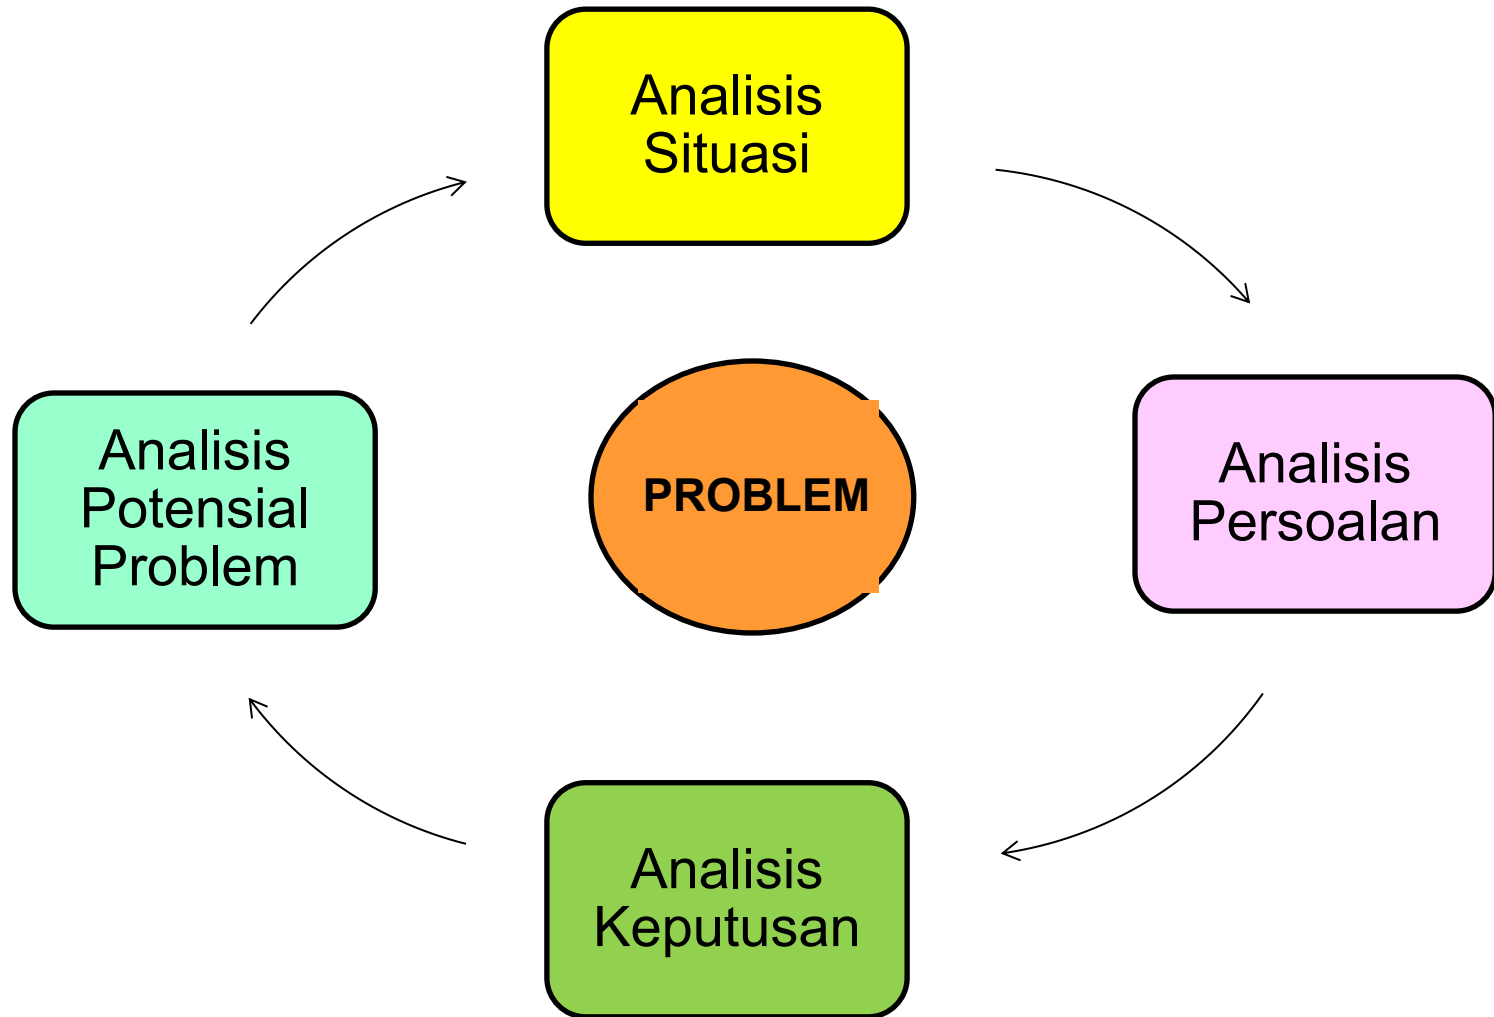 Analisis
Situasi
Analisis
Potensial
Problem
PROBLEM
Analisis
Persoalan
Analisis
Keputusan